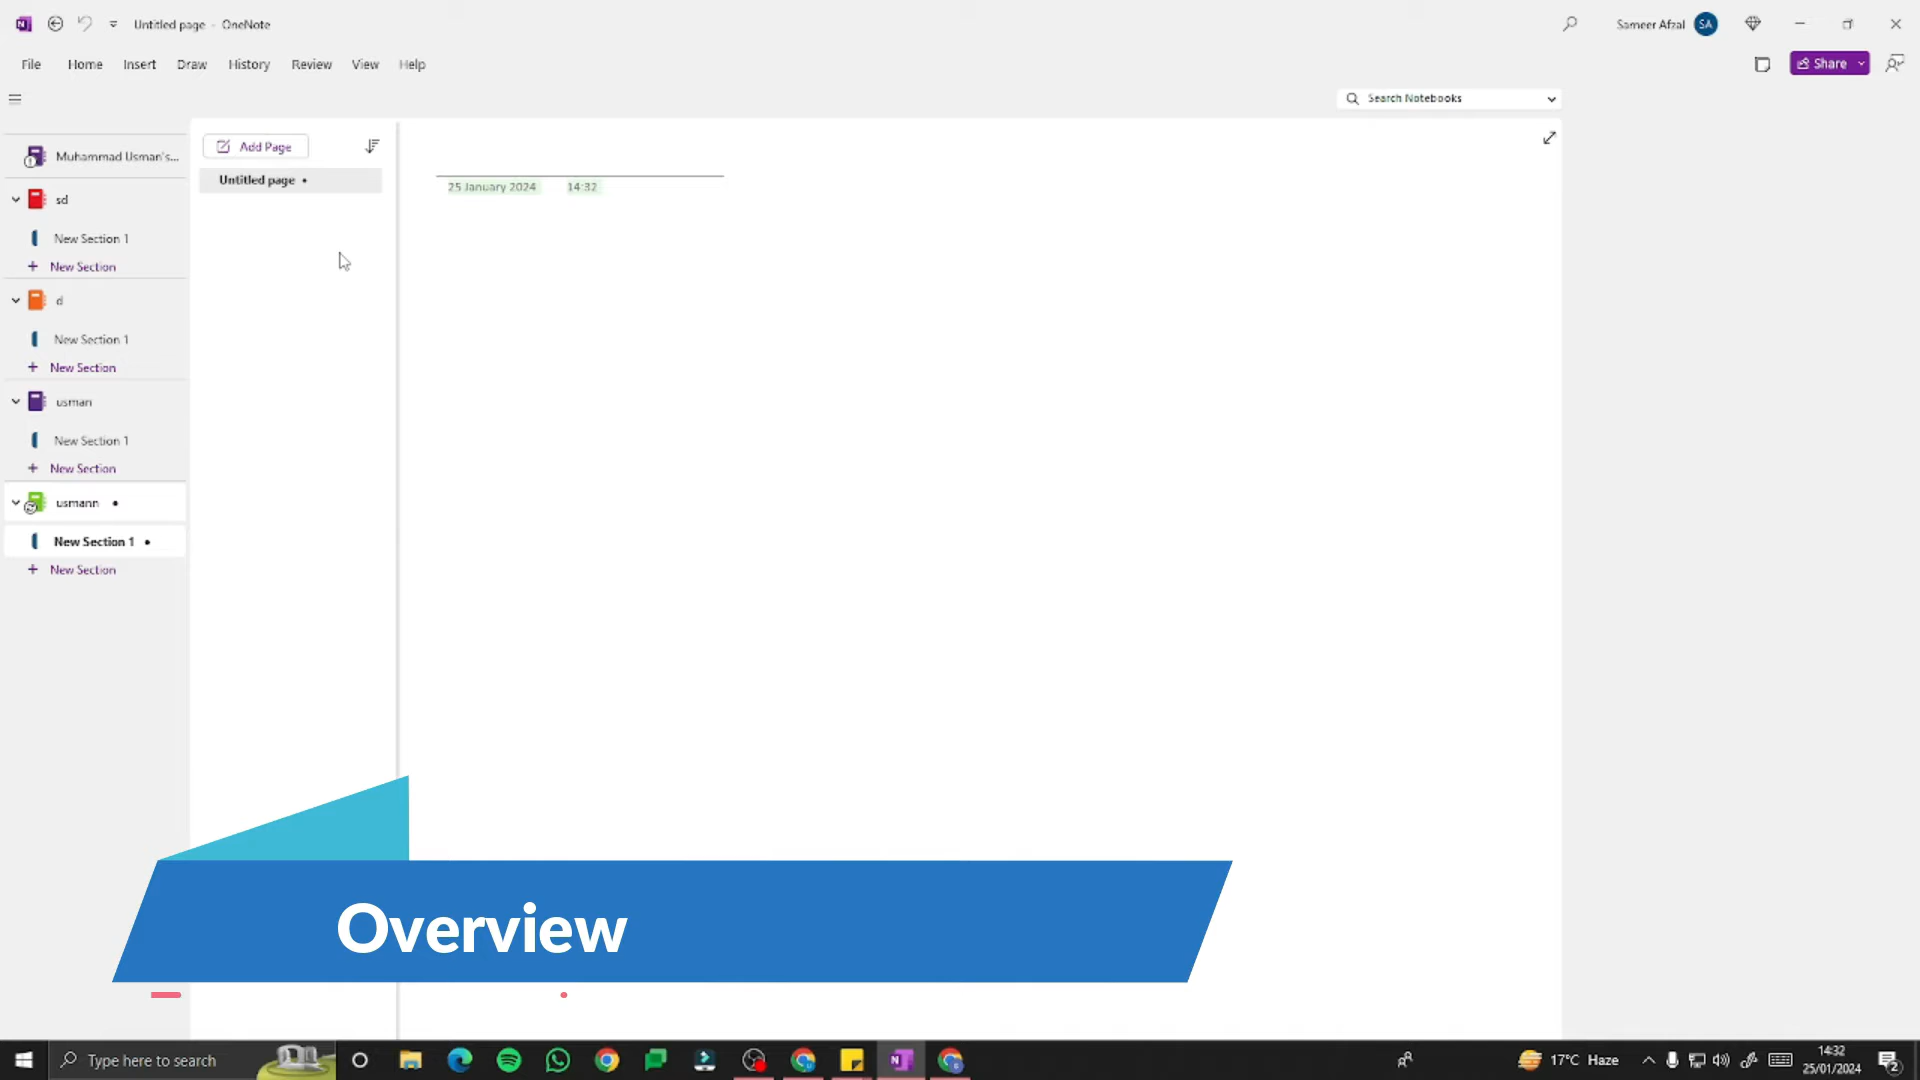 Untitled page - OneNote
Sameer Afzal SA
File Home Insert Draw History Review View Help
Share
Search Notebooks
Add Page
Untitled page
25 January 2024 14:32
Muhammad Usman's...
sd
New Section 1
+ New Section
d
New Section 1
+ New Section
usman
New Section 1
+ New Section
usmann
New Section 1
+ New Section
Overview
Type here to search
17°C Haze
14:32
25/01/2024
2